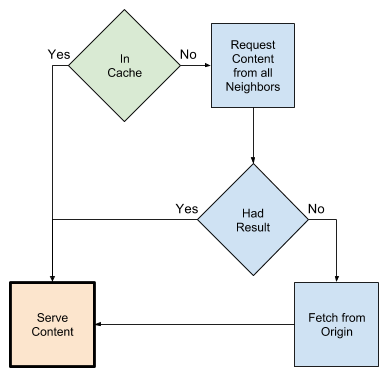 Yes
In
Cache
No
Request
Content
from all
Neighbors
Yes
Had
Result
No
Serve
Content
Fetch from
Origin